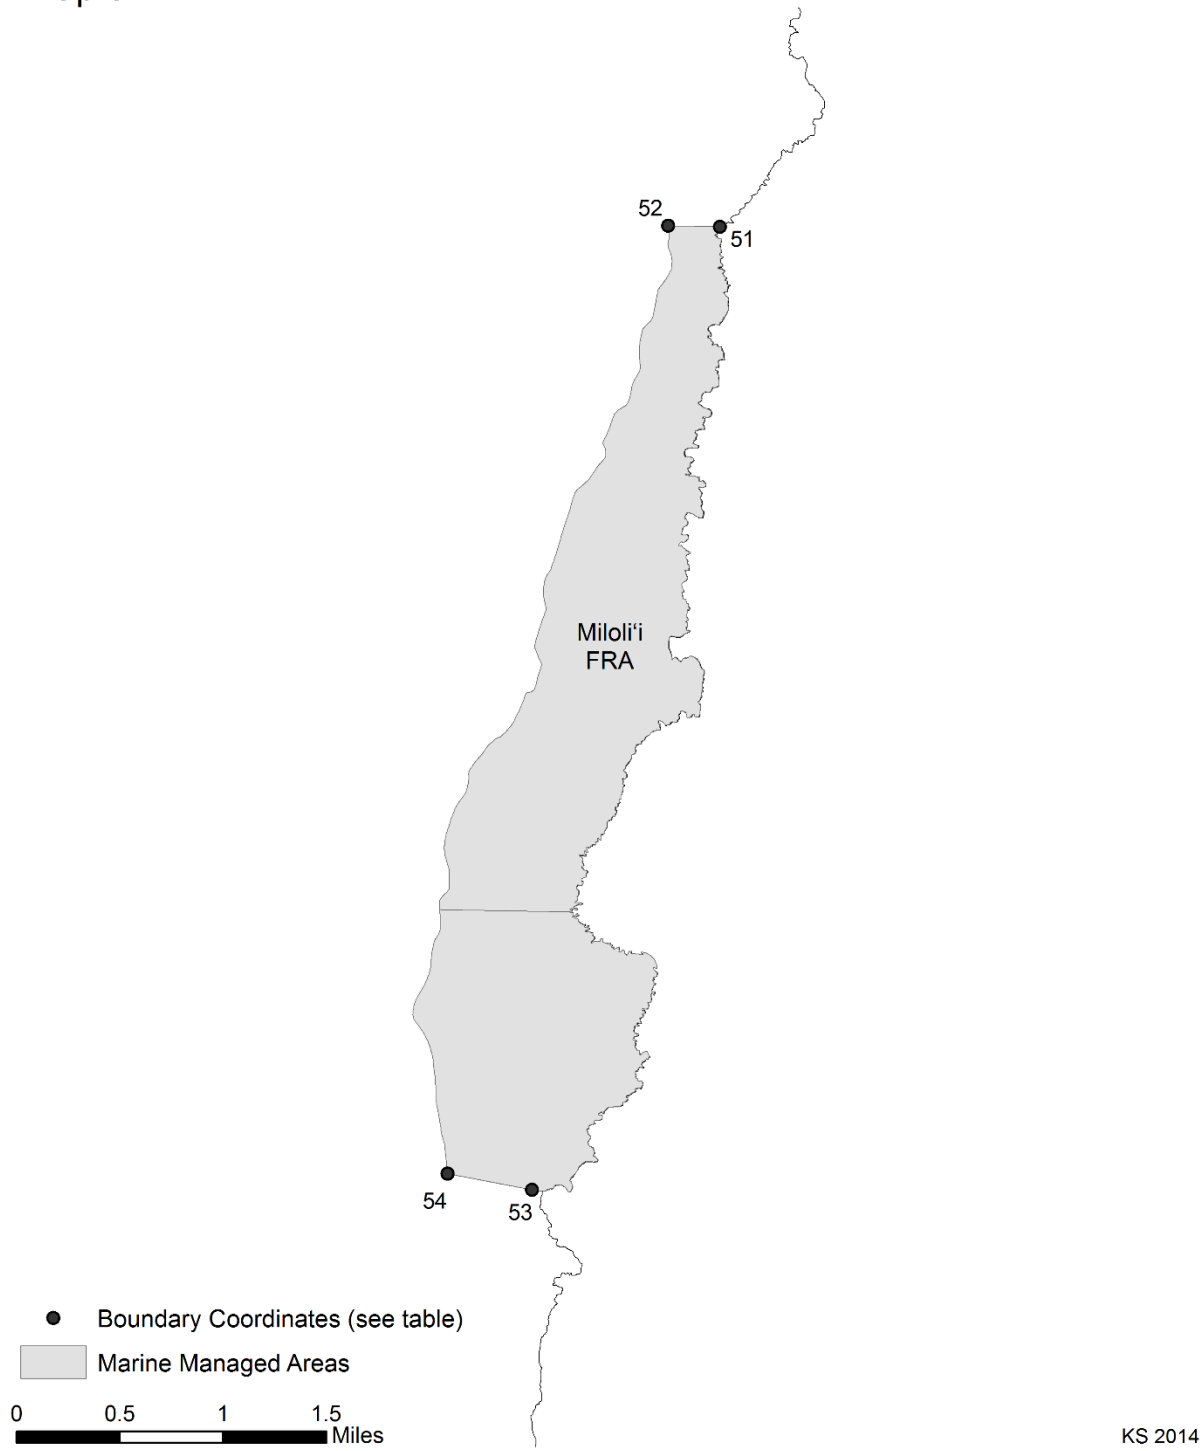 52
51
Miloliʻi
FRA
54
53
Boundary Coordinates (see table)
Marine Managed Areas
0 0.5 1 1.5
Miles
KS 2014